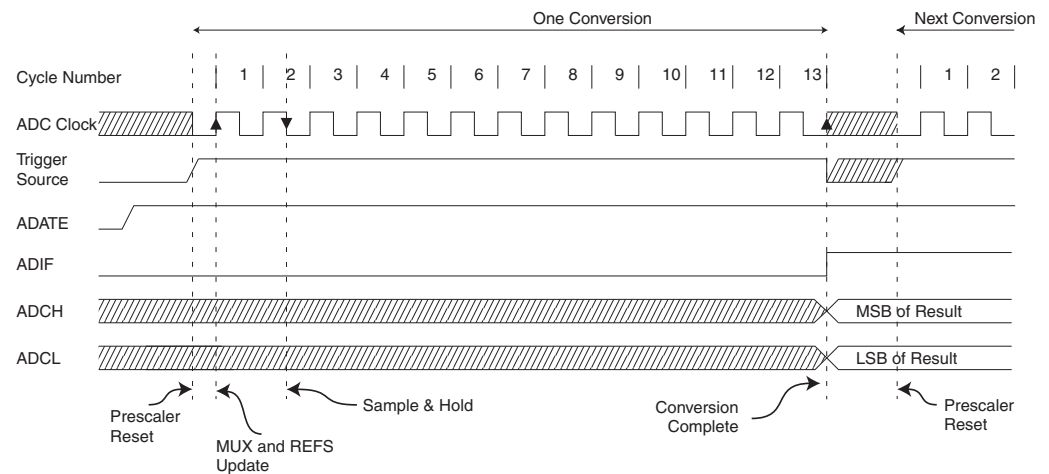 One Conversion Next Conversion
Cycle Number 1 2 3 4 5 6 7 8 9 10 11 12 13 1 2
ADC Clock
Trigger
Source
ADATE
ADIF
ADCH MSB of Result
ADCL LSB of Result
Prescaler
Reset
MUX and REFS
Update
Sample & Hold
Conversion
Complete
Prescaler
Reset